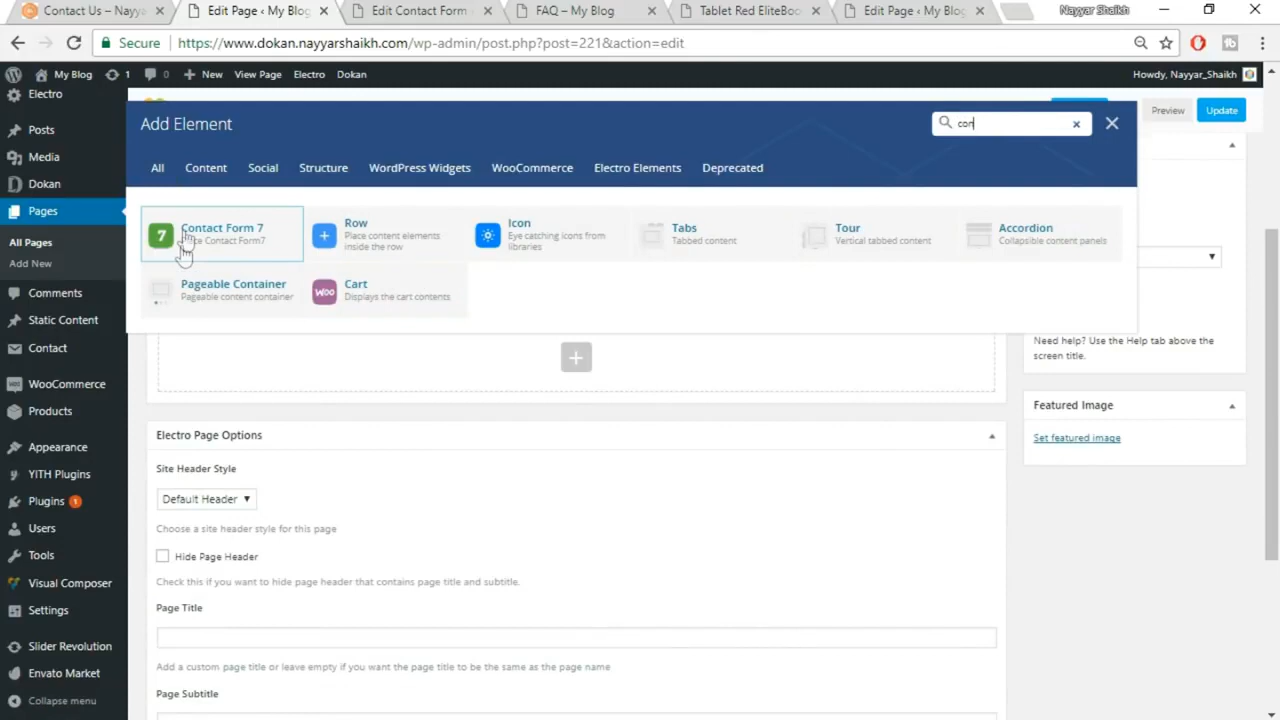 Contact Us – Nayya
Edit Page ‹ My Blog
Edit Contact Form
FAQ – My Blog
Tablet Red EliteBoo
Edit Page ‹ My Blog
Nayyar Shaikh
Secure
https://www.dokan.nayyarshaikh.com/wp-admin/post.php?post=221&action=edit
My Blog
1
0
New
View Page
Electro
Dokan
Howdy, Nayyar_Shaikh
Electro
Posts
Media
Dokan
Pages
All Pages
Add New
Comments
Static Content
Contact
WooCommerce
Products
Appearance
YITH Plugins
Plugins 1
Users
Tools
Visual Composer
Settings
Slider Revolution
Envato Market
Collapse menu
Preview
Update
Add Element
con
All
Content
Social
Structure
WordPress Widgets
WooCommerce
Electro Elements
Deprecated
7
Contact Form 7
Contact Form7
Row
Place content elements
inside the row
Icon
Eye catching icons from
libraries
Tabs
Tabbed content
Tour
Vertical tabbed content
Accordion
Collapsible content panels
Pageable Container
Pageable content container
Woo
Cart
Displays the cart contents
Need help? Use the Help tab above the
screen title.
Featured Image
Set featured image
Electro Page Options
Site Header Style
Default Header
Choose a site header style for this page
Hide Page Header
Check this if you want to hide page header that contains page title and subtitle.
Page Title
Add a custom page title or leave empty if you want the page title to be the same as the page name
Page Subtitle